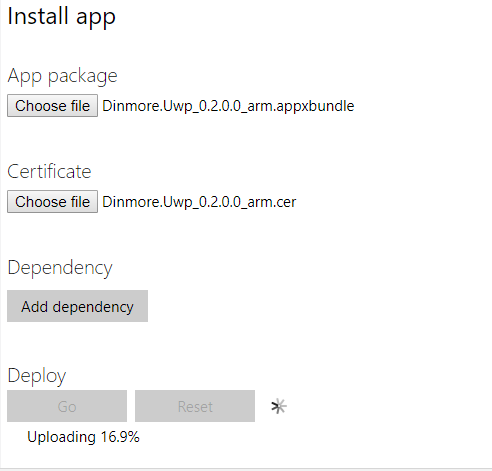 Install app
App package
Choose file Dinmore.Uwp_0.2.0.0_arm.appxbundle
Certificate
Choose file Dinmore.Uwp_0.2.0.0_arm.cer
Dependency
Add dependency
Deploy
Go Reset
Uploading 16.9%